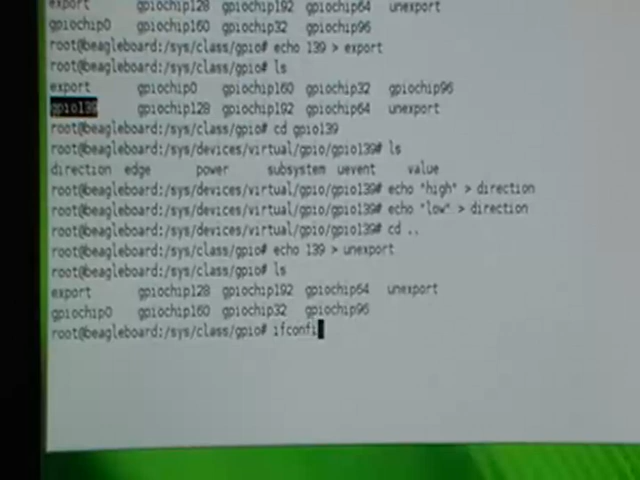 export gpiochip128 gpiochip192 gpiochip64 unexport
gpiochip0 gpiochip160 gpiochip32 gpiochip96
root@beagleboard:/sys/class/gpio# echo 139 > export
root@beagleboard:/sys/class/gpio# ls
export gpiochip0 gpiochip160 gpiochip32 gpiochip96
gpio139 gpiochip128 gpiochip192 gpiochip64 unexport
root@beagleboard:/sys/class/gpio# cd gpio139
root@beagleboard:/sys/devices/virtual/gpio/gpio139# ls
direction edge power subsystem uevent value
root@beagleboard:/sys/devices/virtual/gpio/gpio139# echo "high" > direction
root@beagleboard:/sys/devices/virtual/gpio/gpio139# echo "low" > direction
root@beagleboard:/sys/devices/virtual/gpio/gpio139# cd ..
root@beagleboard:/sys/class/gpio# echo 139 > unexport
root@beagleboard:/sys/class/gpio# ls
export gpiochip128 gpiochip192 gpiochip64 unexport
gpiochip0 gpiochip160 gpiochip32 gpiochip96
root@beagleboard:/sys/class/gpio# ifconfi